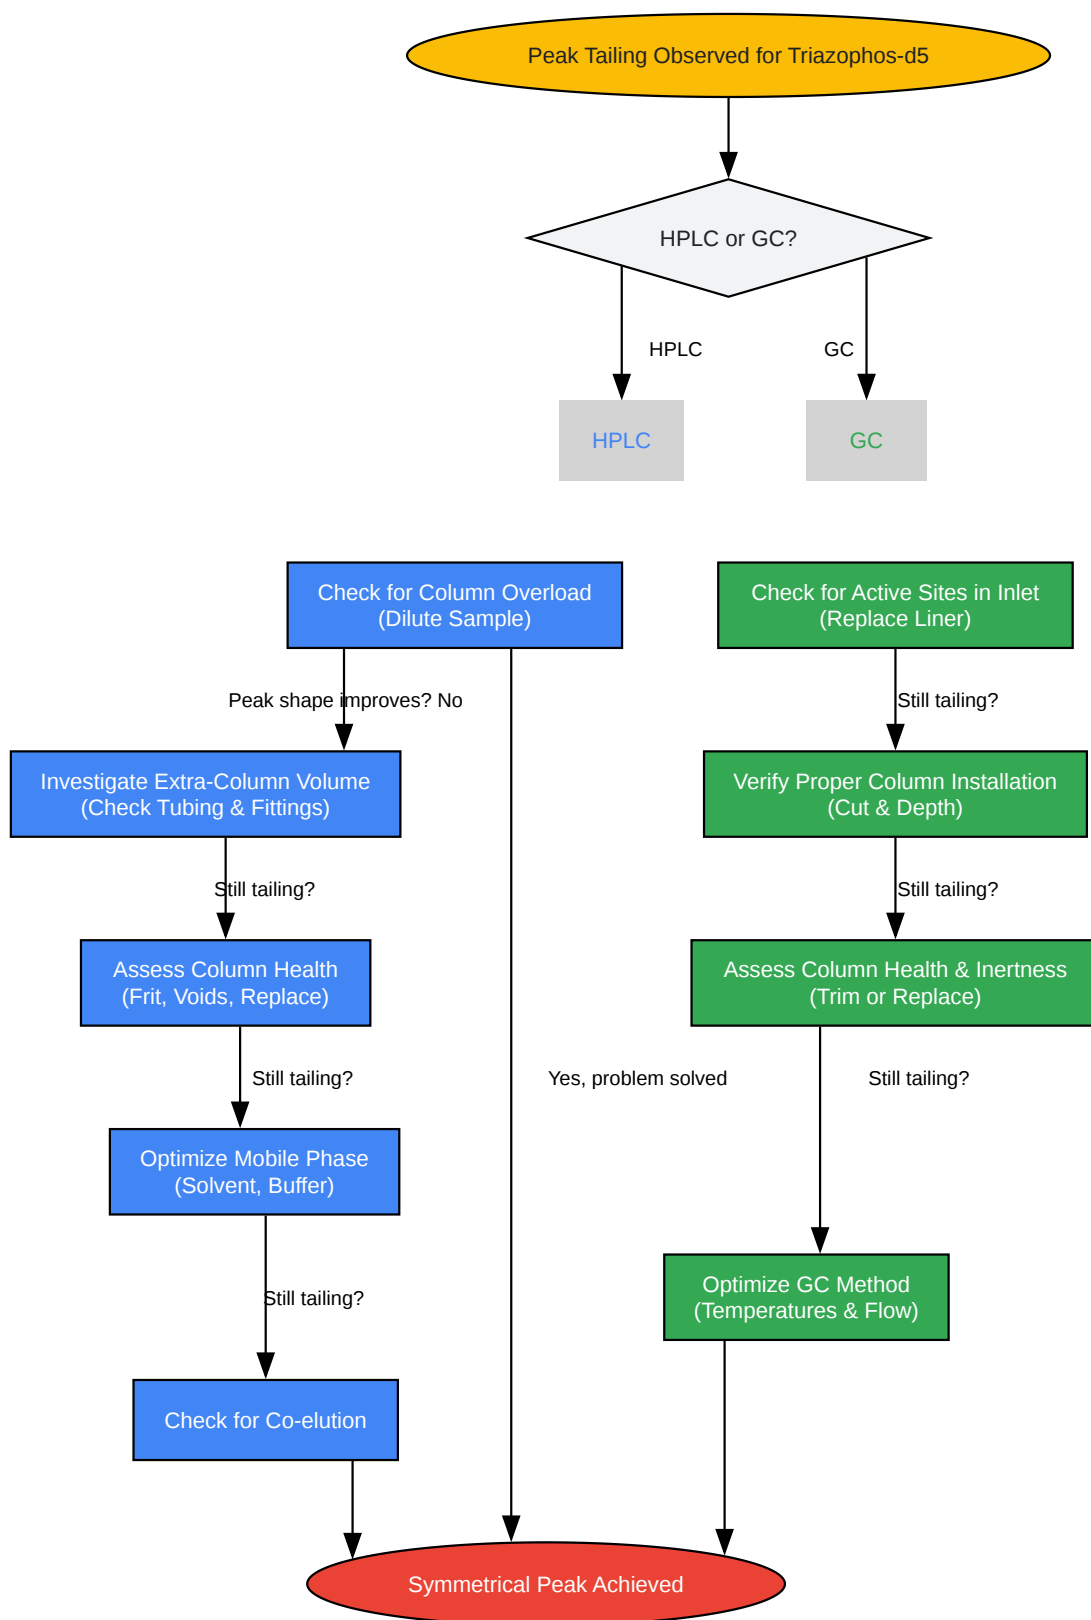 Peak Tailing Observed for Triazophos-d5
HPLC or GC?
HPLC
GC
HPLC
GC
Check for Column Overload
(Dilute Sample)
Check for Active Sites in Inlet
(Replace Liner)
Peak shape improves? No
Still tailing?
Investigate Extra-Column Volume
(Check Tubing & Fittings)
Verify Proper Column Installation
(Cut & Depth)
Still tailing?
Still tailing?
Assess Column Health
(Frit, Voids, Replace)
Assess Column Health & Inertness
(Trim or Replace)
Still tailing?
Yes, problem solved
Still tailing?
Optimize Mobile Phase
(Solvent, Buffer)
Optimize GC Method
(Temperatures & Flow)
Still tailing?
Check for Co-elution
Symmetrical Peak Achieved